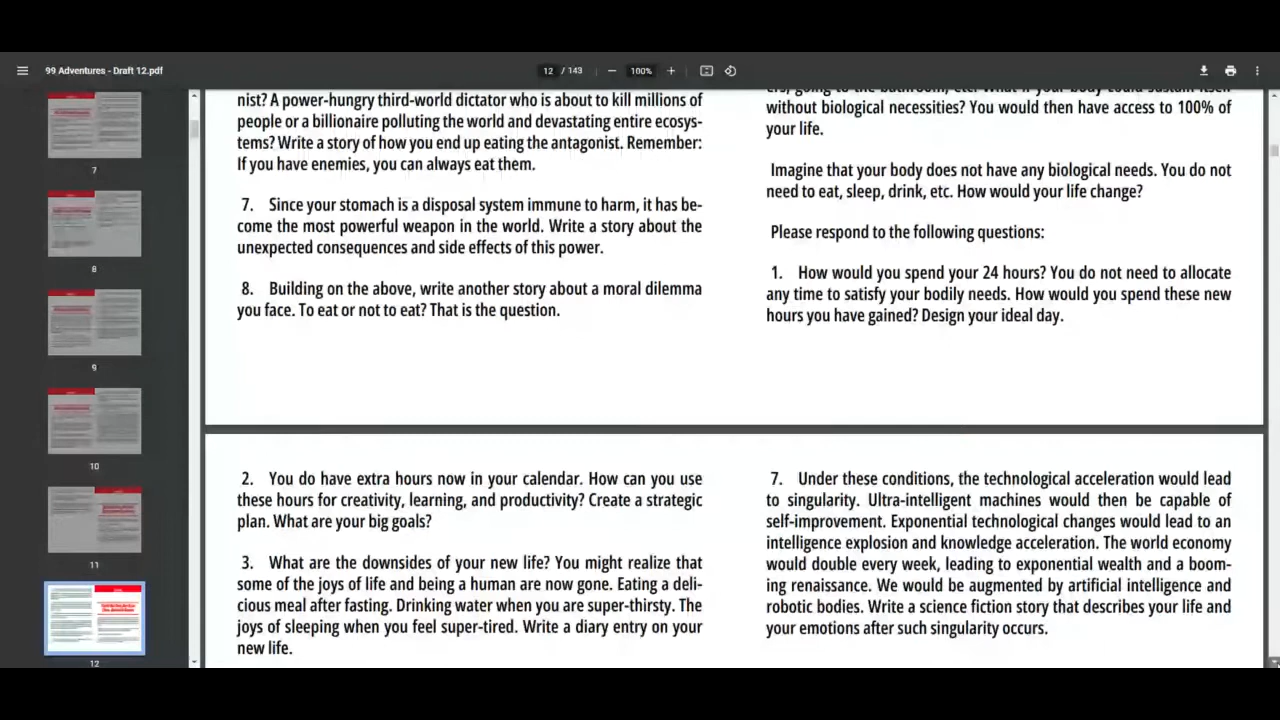 99 Adventures - Draft 12.pdf
12 / 143
100%
7
8
9
10
11
12
nist? A power-hungry third-world dictator who is about to kill millions of
people or a billionaire polluting the world and devastating entire ecosys-
tems? Write a story of how you end up eating the antagonist. Remember:
If you have enemies, you can always eat them.
7. Since your stomach is a disposal system immune to harm, it has be-
come the most powerful weapon in the world. Write a story about the
unexpected consequences and side effects of this power.
8. Building on the above, write another story about a moral dilemma
you face. To eat or not to eat? That is the question.
ers, going to the bathroom, etc. What if your body could sustain itself
without biological necessities? You would then have access to 100% of
your life.
Imagine that your body does not have any biological needs. You do not
need to eat, sleep, drink, etc. How would your life change?
Please respond to the following questions:
1. How would you spend your 24 hours? You do not need to allocate
any time to satisfy your bodily needs. How would you spend these new
hours you have gained? Design your ideal day.
2. You do have extra hours now in your calendar. How can you use
these hours for creativity, learning, and productivity? Create a strategic
plan. What are your big goals?
3. What are the downsides of your new life? You might realize that
some of the joys of life and being a human are now gone. Eating a deli-
cious meal after fasting. Drinking water when you are super-thirsty. The
joys of sleeping when you feel super-tired. Write a diary entry on your
new life.
7. Under these conditions, the technological acceleration would lead
to singularity. Ultra-intelligent machines would then be capable of
self-improvement. Exponential technological changes would lead to an
intelligence explosion and knowledge acceleration. The world economy
would double every week, leading to exponential wealth and a boom-
ing renaissance. We would be augmented by artificial intelligence and
robotic bodies. Write a science fiction story that describes your life and
your emotions after such singularity occurs.